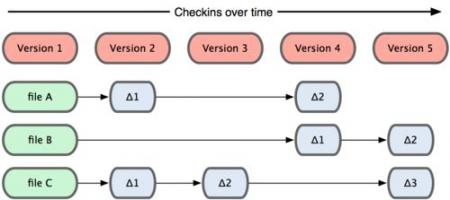 Checkins over time
Version 1 Version 2 Version 3 Version 4 Version 5
file A Δ1 Δ2
file B Δ1 Δ2
file C Δ1 Δ2 Δ3